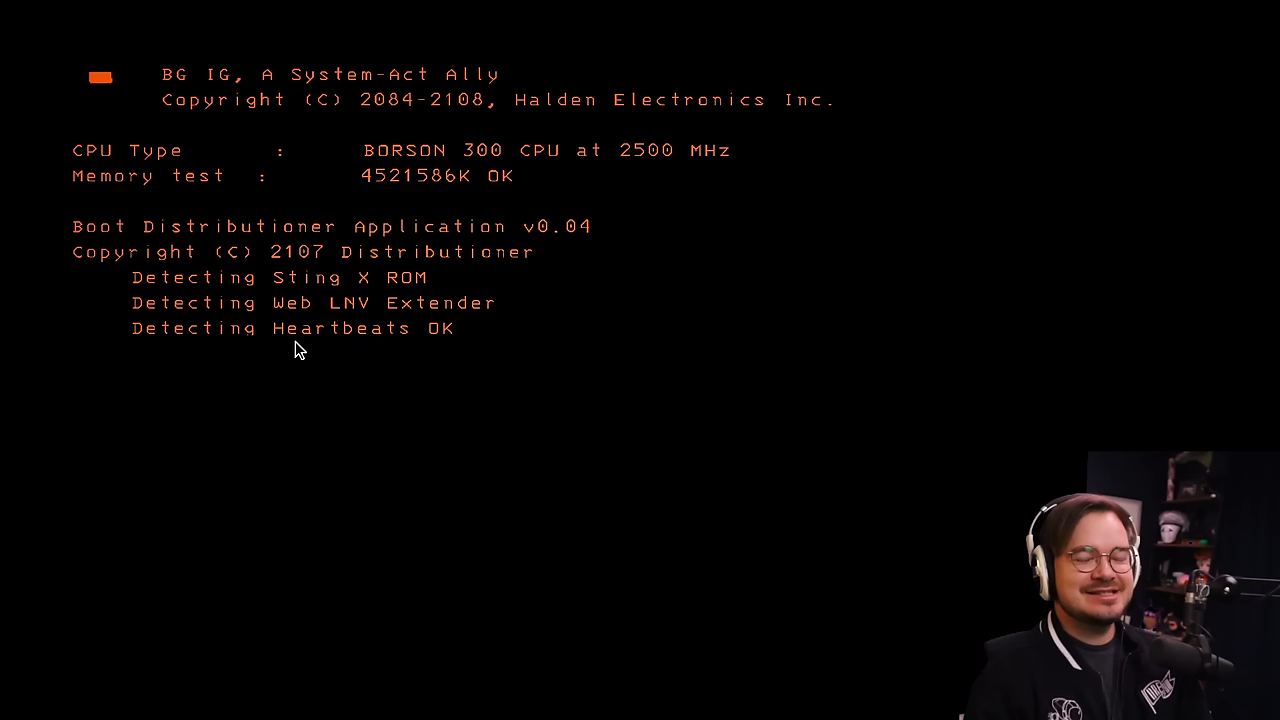 BG IG, A System-Act Ally
Copyright (C) 2084-2108, Halden Electronics Inc.
CPU Type : BORSON 300 CPU at 2500 MHz
Memory test : 4521586K OK
Boot Distributioner Application v0.04
Copyright (C) 2107 Distributioner
Detecting Sting X ROM
Detecting Web LNV Extender
Detecting Heartbeats OK